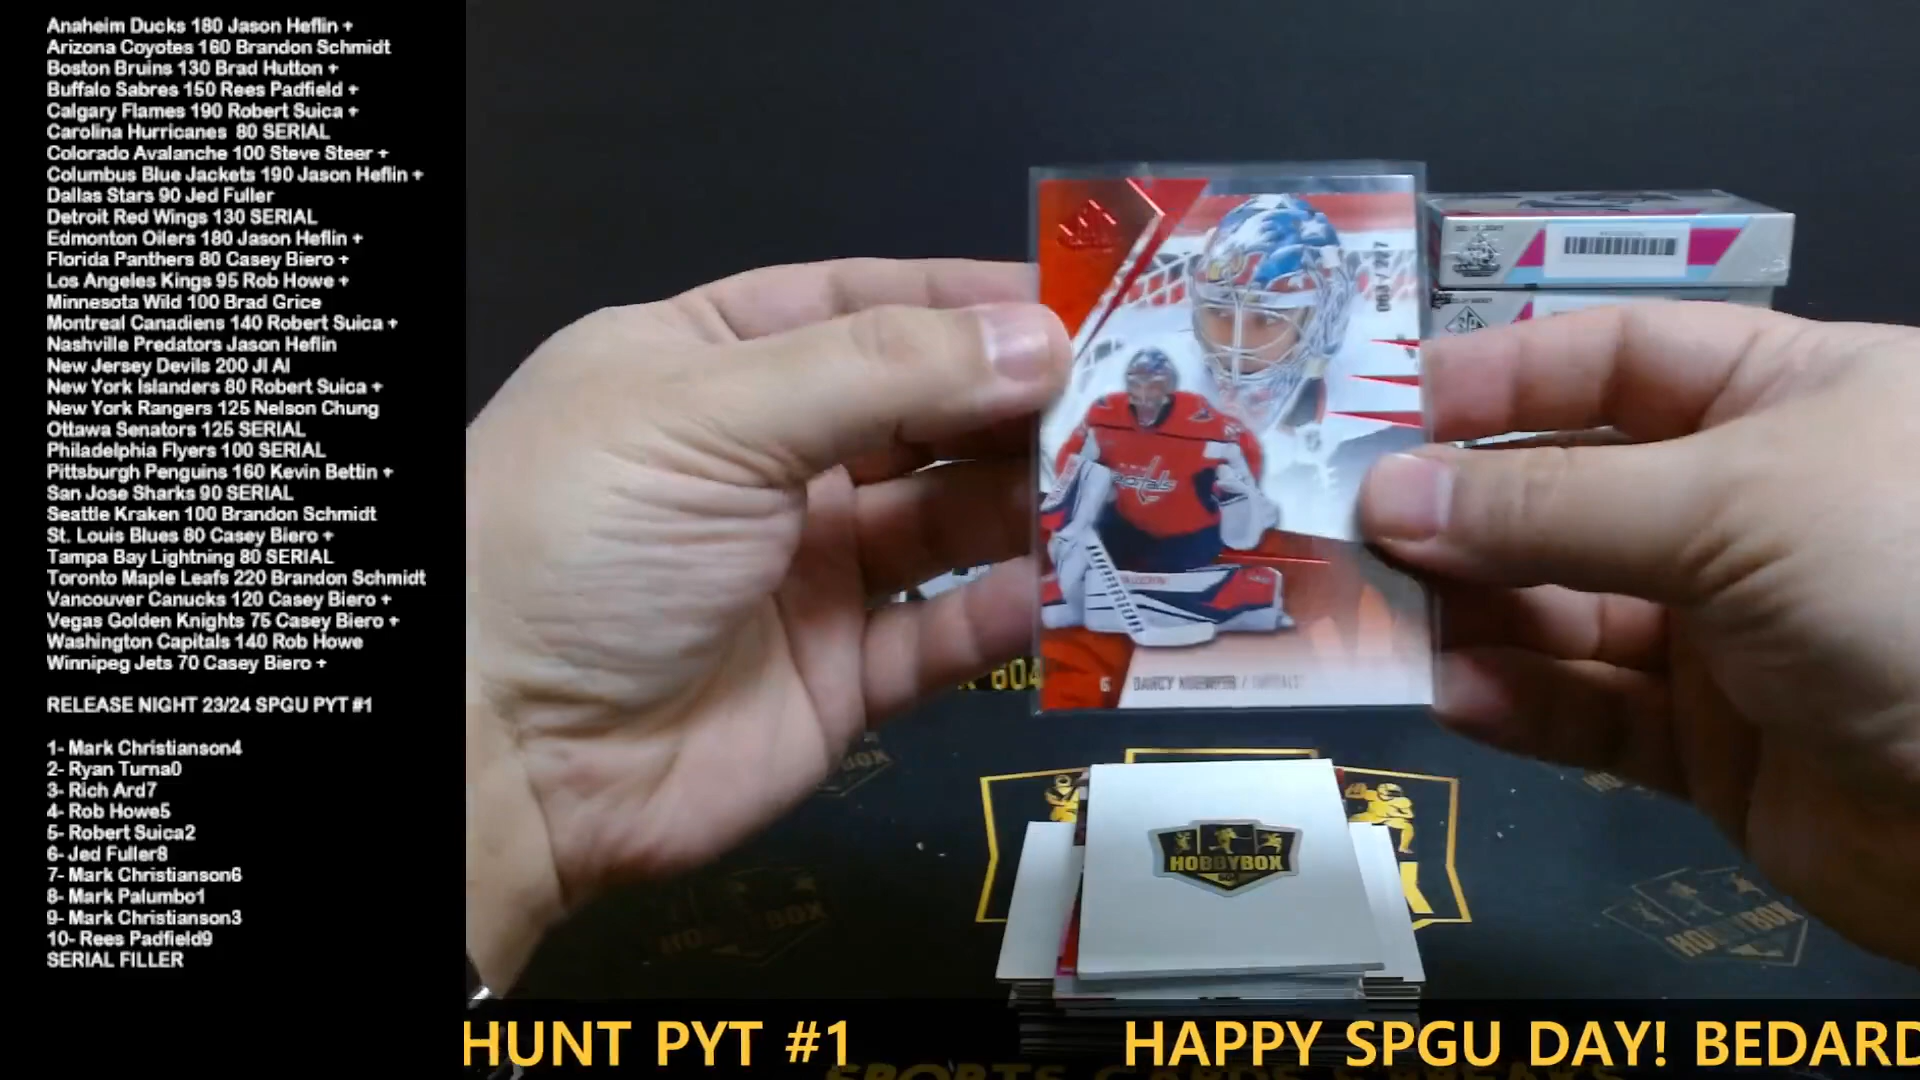 Anaheim Ducks 180 Jason Heflin +
Arizona Coyotes 160 Brandon Schmidt
Boston Bruins 130 Brad Hutton +
Buffalo Sabres 150 Rees Padfield +
Calgary Flames 190 Robert Suica +
Carolina Hurricanes 80 SERIAL
Colorado Avalanche 100 Steve Steer +
Columbus Blue Jackets 190 Jason Heflin +
Dallas Stars 90 Jed Fuller
Detroit Red Wings 130 SERIAL
Edmonton Oilers 180 Jason Heflin +
Florida Panthers 80 Casey Biero +
Los Angeles Kings 95 Rob Howe +
Minnesota Wild 100 Brad Grice
Montreal Canadiens 140 Robert Suica +
Nashville Predators Jason Heflin
New Jersey Devils 200 JI AI
New York Islanders 80 Robert Suica +
New York Rangers 125 Nelson Chung
Ottawa Senators 125 SERIAL
Philadelphia Flyers 100 SERIAL
Pittsburgh Penguins 160 Kevin Bettin +
San Jose Sharks 90 SERIAL
Seattle Kraken 100 Brandon Schmidt
St. Louis Blues 80 Casey Biero +
Tampa Bay Lightning 80 SERIAL
Toronto Maple Leafs 220 Brandon Schmidt
Vancouver Canucks 120 Casey Biero +
Vegas Golden Knights 75 Casey Biero +
Washington Capitals 140 Rob Howe
Winnipeg Jets 70 Casey Biero +
RELEASE NIGHT 23/24 SPGU PYT #1
1- Mark Christianson4
2- Ryan Turna0
3- Rich Ard7
4- Rob Howe5
5- Robert Suica2
6- Jed Fuller8
7- Mark Christianson6
8- Mark Palumbo1
9- Mark Christianson3
10- Rees Padfield9
SERIAL FILLER
DARCY
604
HOBBYBOX
HUNT PYT #1 HAPPY SPGU DAY! BEDARD